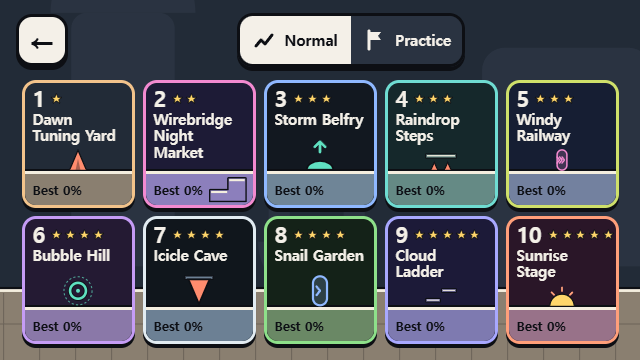 Normal
Practice
1
Dawn
Tuning Yard
Best 0%
2
Wirebridge
Night
Market
Best 0%
3
Storm Belfry
Best 0%
4
Raindrop
Steps
Best 0%
5
Windy
Railway
Best 0%
6
Bubble Hill
Best 0%
7
Icicle Cave
Best 0%
8
Snail Garden
Best 0%
9
Cloud
Ladder
Best 0%
10
Sunrise
Stage
Best 0%